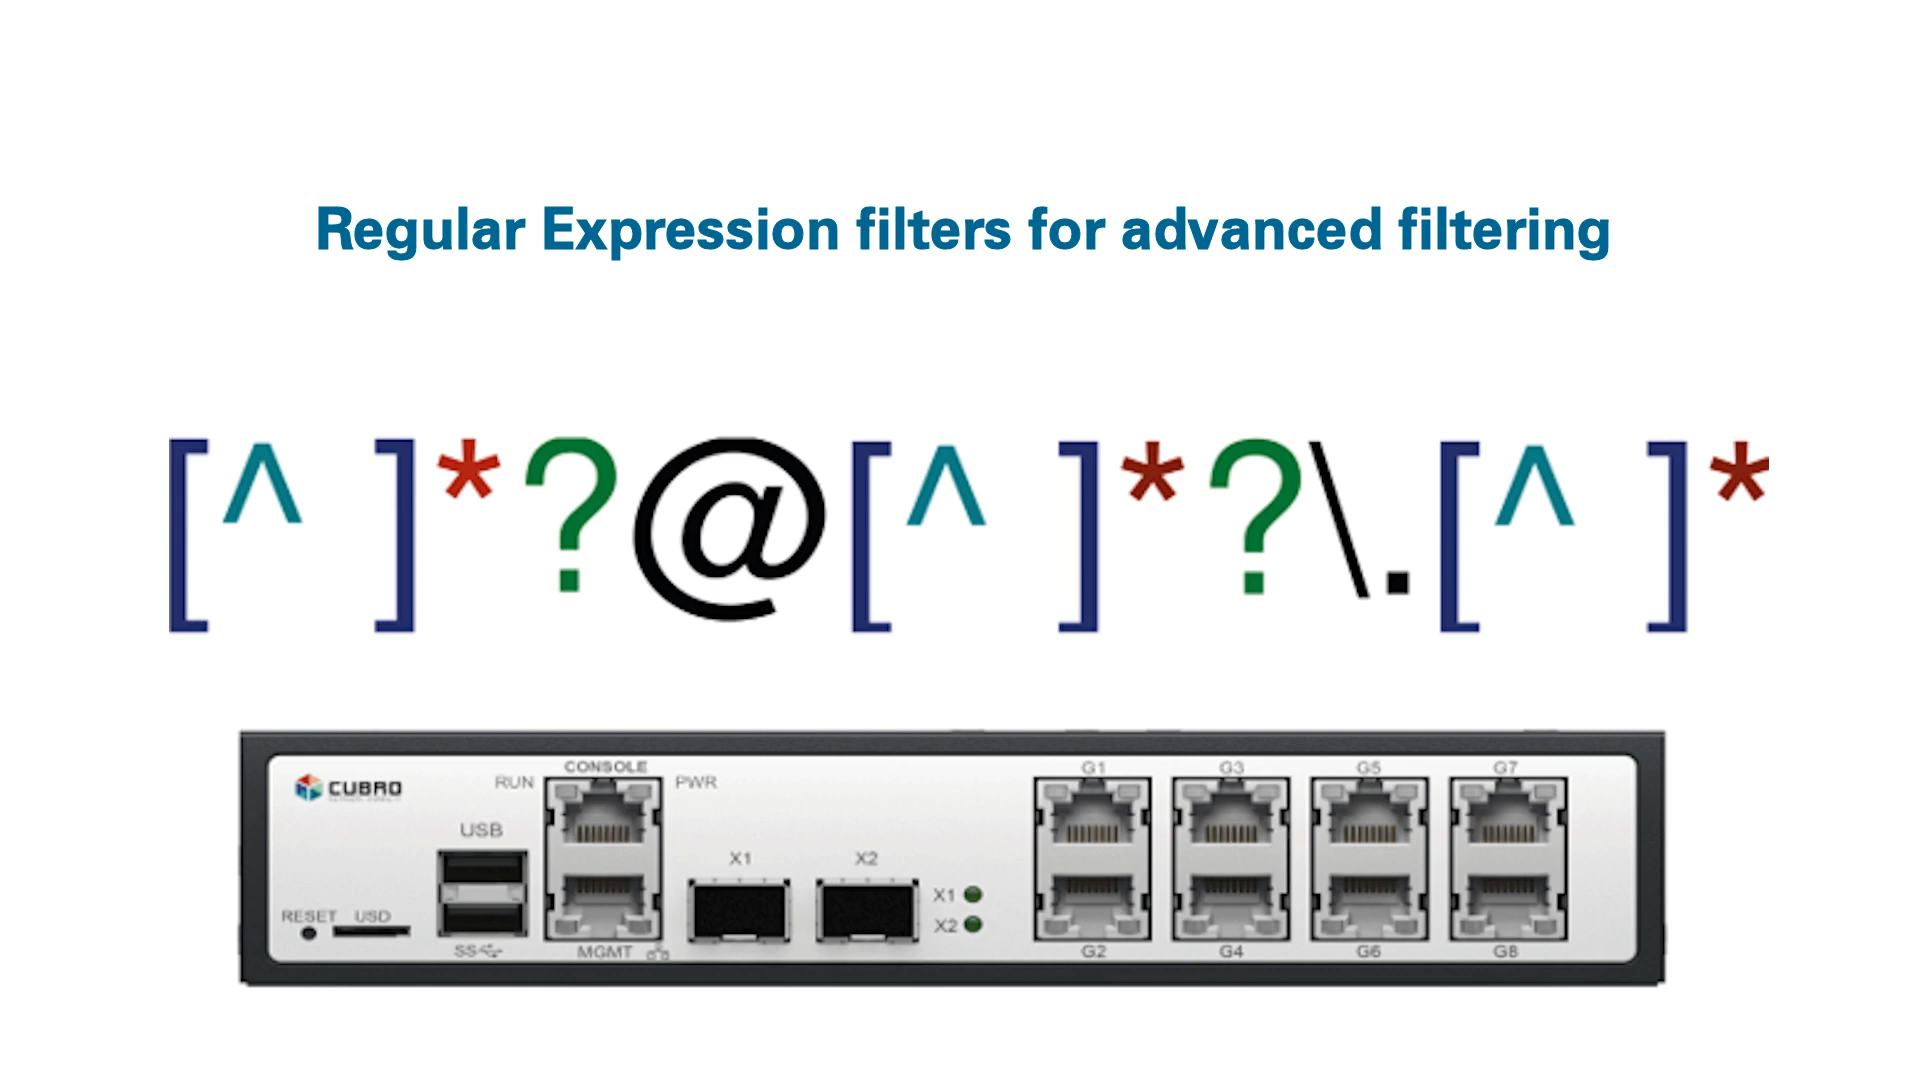 Regular Expression filters for advanced filtering
[^ ]*?@[^ ]*?\.[^ ]*
CUBRO
RUN
CONSOLE
PWR
USB
X1
X2
RESET
USD
SS
MGMT
X1
X2
G1
G3
G5
G7
G2
G4
G6
G8